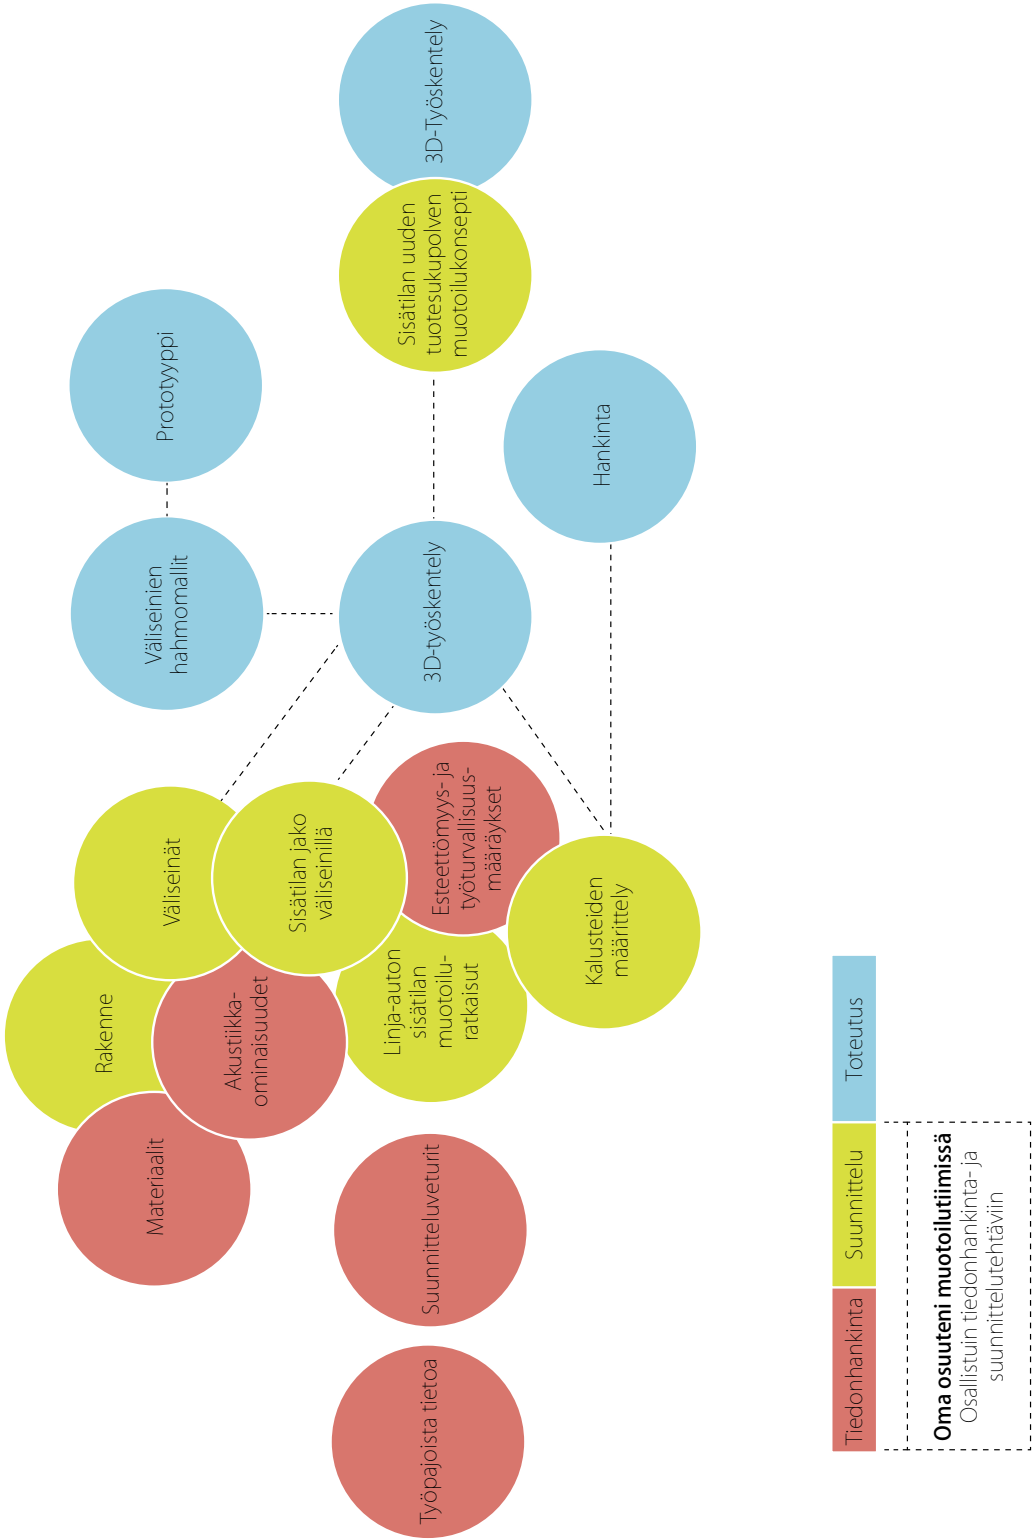 Työpajoista tietoa
Suunnitteluveturit
Materiaalit
Rakenne
Akustiikka-
ominaisuudet
Linja-auton
sisätilan
muotoilu-
ratkaisut
Väliseinät
Sisätilan jako
väliseinillä
Esteettömyys- ja
työturvallisuus-
määräykset
Kalusteiden
määrittely
Väliseinien
hahmomallit
3D-työskentely
Prototyyppi
Hankinta
Sisätilan uuden
tuotesukupolven
muotoilukonsepti
3D-Työskentely
Tiedonhankinta
Suunnittelu
Toteutus
Oma osuuteni muotoilutiimissä
Osallistuin tiedonhankinta- ja
suunnittelutehtäviin